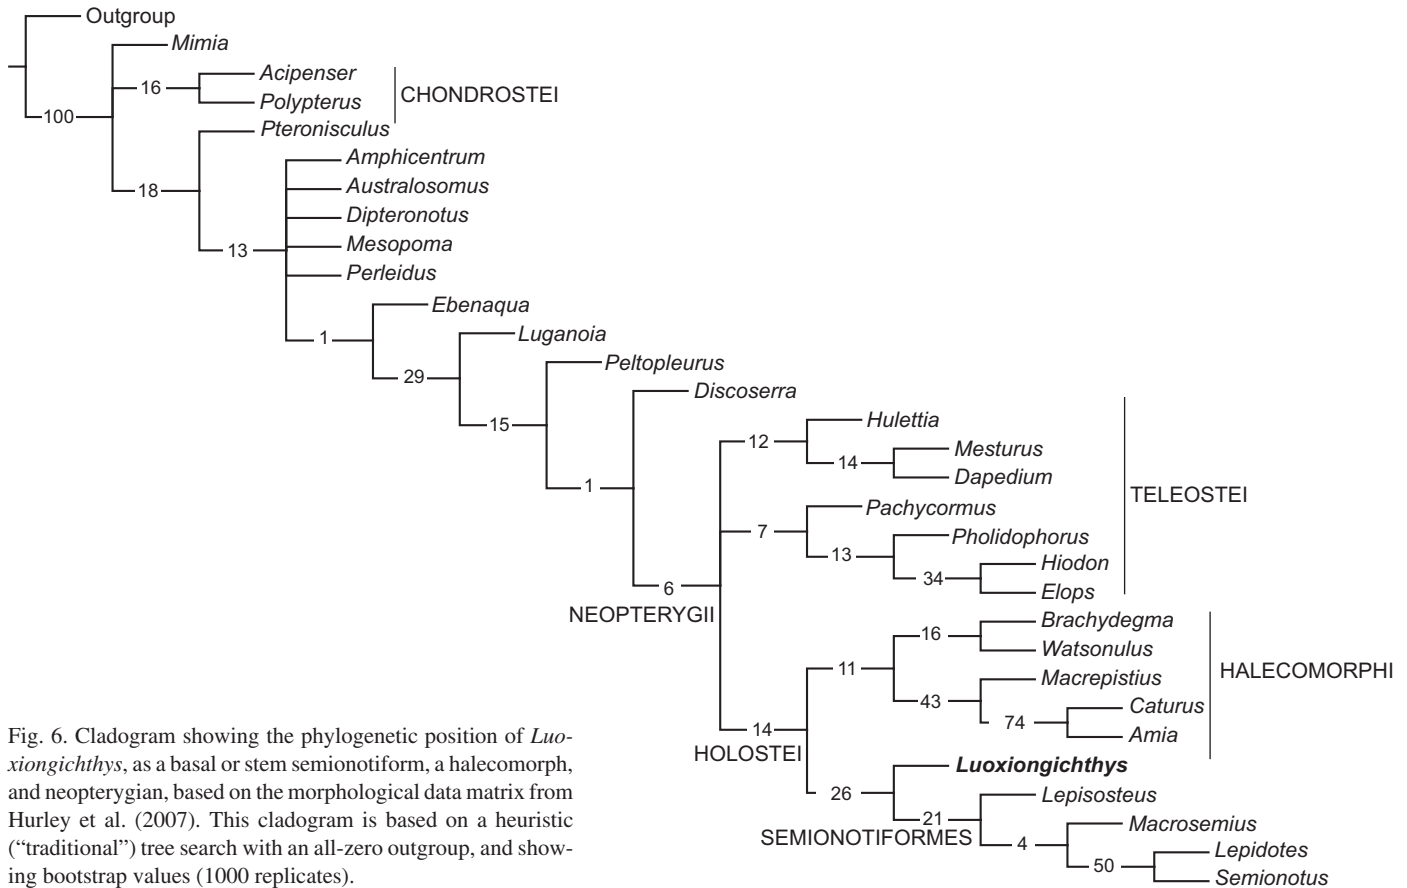 Outgroup
Mimia
16
Acipenser
Polypterus
CHONDROSTEI
100
Pteronisculus
18
Amphicentrum
Australosomus
Dipteronotus
13
Mesopoma
Perleidus
Ebenaqua
1
Luganoia
29
Peltopleurus
15
Discoserra
1
Hulettia
12
Mesturus
14
Dapedium
TELEOSTEI
Pachycormus
7
Pholidophorus
13
Hiodon
34
Elops
6
NEOPTERYGII
Brachydegma
16
Watsonulus
11
HALECOMORPHI
Macrepistius
43
Caturus
74
Amia
14
HOLOSTEI
Luoxiongichthys
26
Lepisosteus
21
SEMIONOTIFORMES
Macrosemius
4
Lepidotes
50
Semionotus
Fig. 6. Cladogram showing the phylogenetic position of Luo-
xiongichthys, as a basal or stem semionotiform, a halecomorph,
and neopterygian, based on the morphological data matrix from
Hurley et al. (2007). This cladogram is based on a heuristic
(“traditional”) tree search with an all-zero outgroup, and show-
ing bootstrap values (1000 replicates).